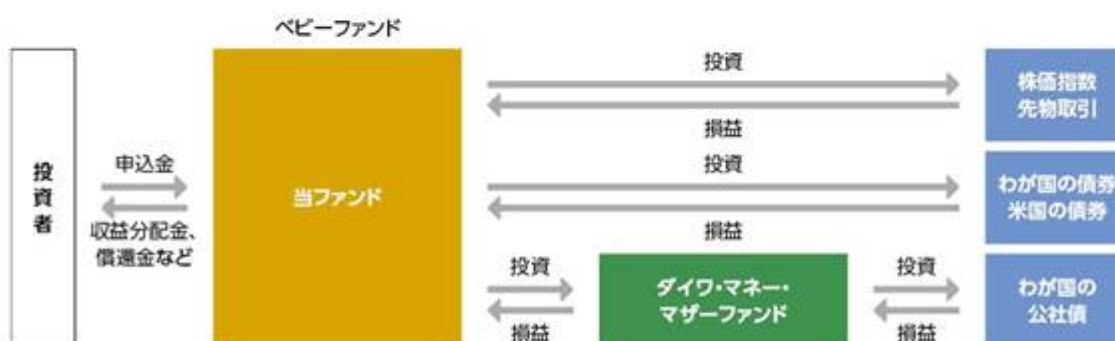 ベビーファンド
投資者
申込金
収益分配金、
償還金など
当ファンド
投資
損益
株価指数
先物取引
投資
損益
わが国の債券
米国の債券
投資
損益
ダイワ・マネー・
マザーファンド
投資
損益
わが国の
公社債